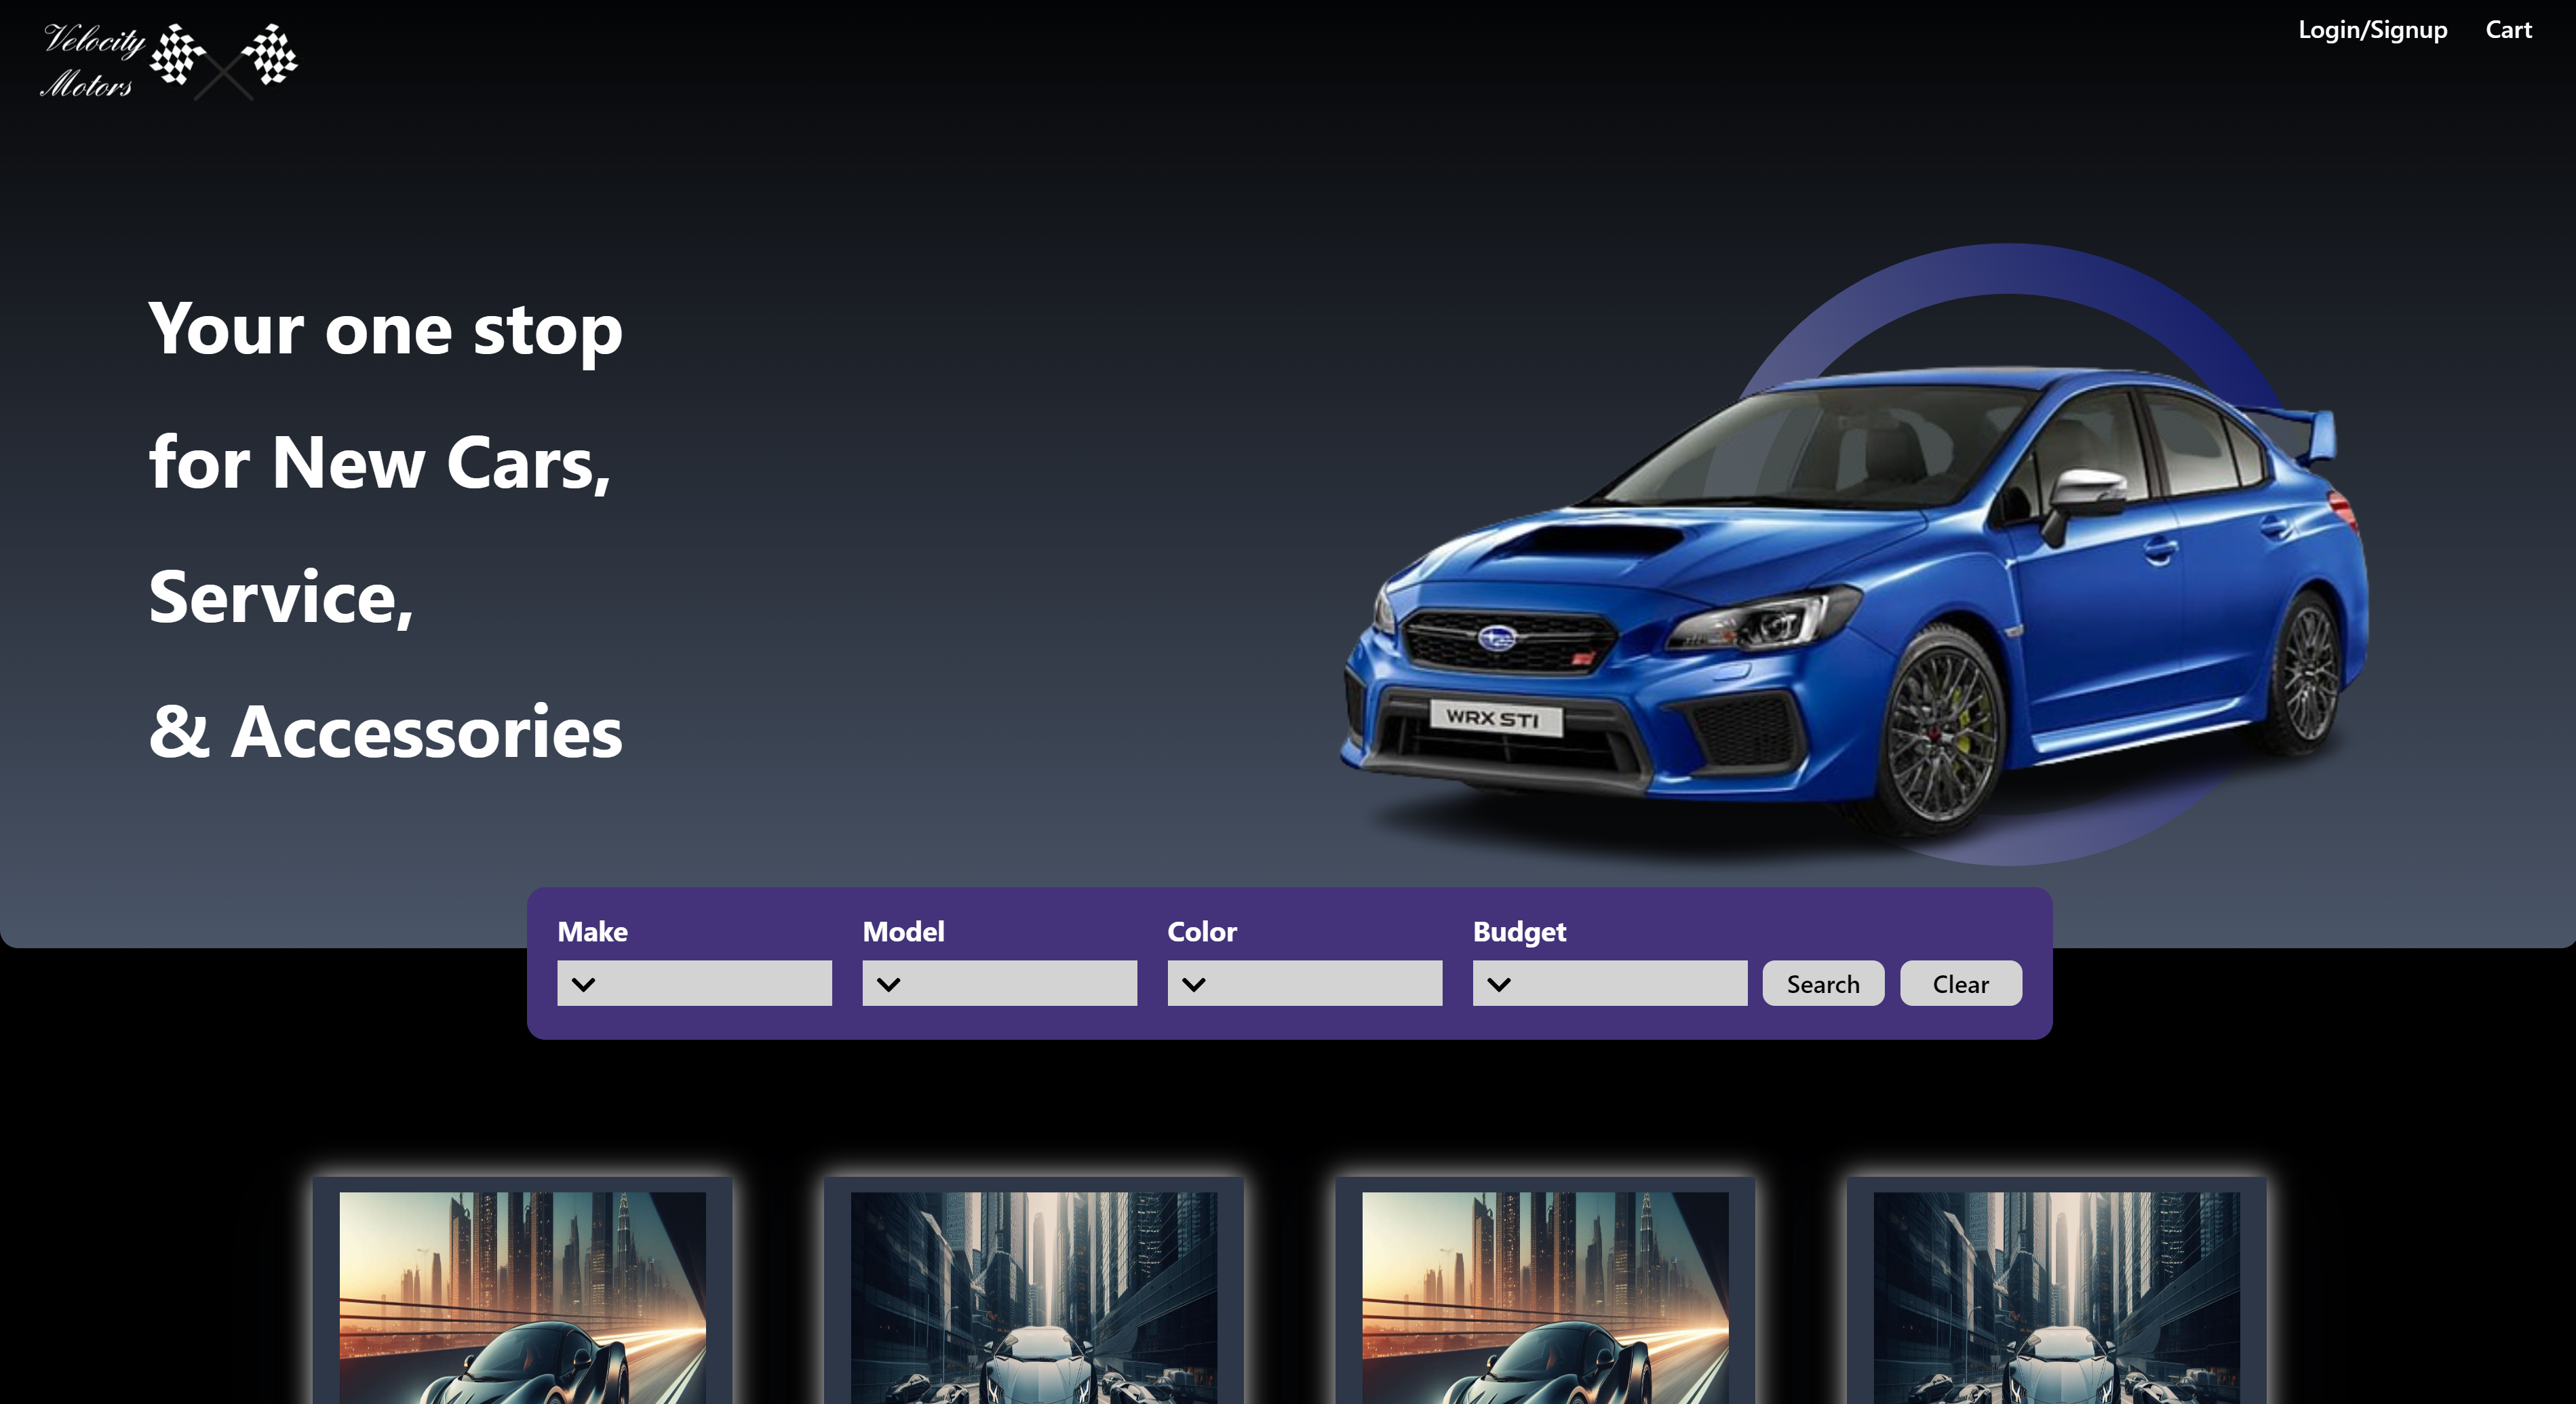 Velocity
Motors
Login/Signup Cart
Your one stop
for New Cars,
Service,
& Accessories
WRX STI
Make Model Color Budget
Search Clear